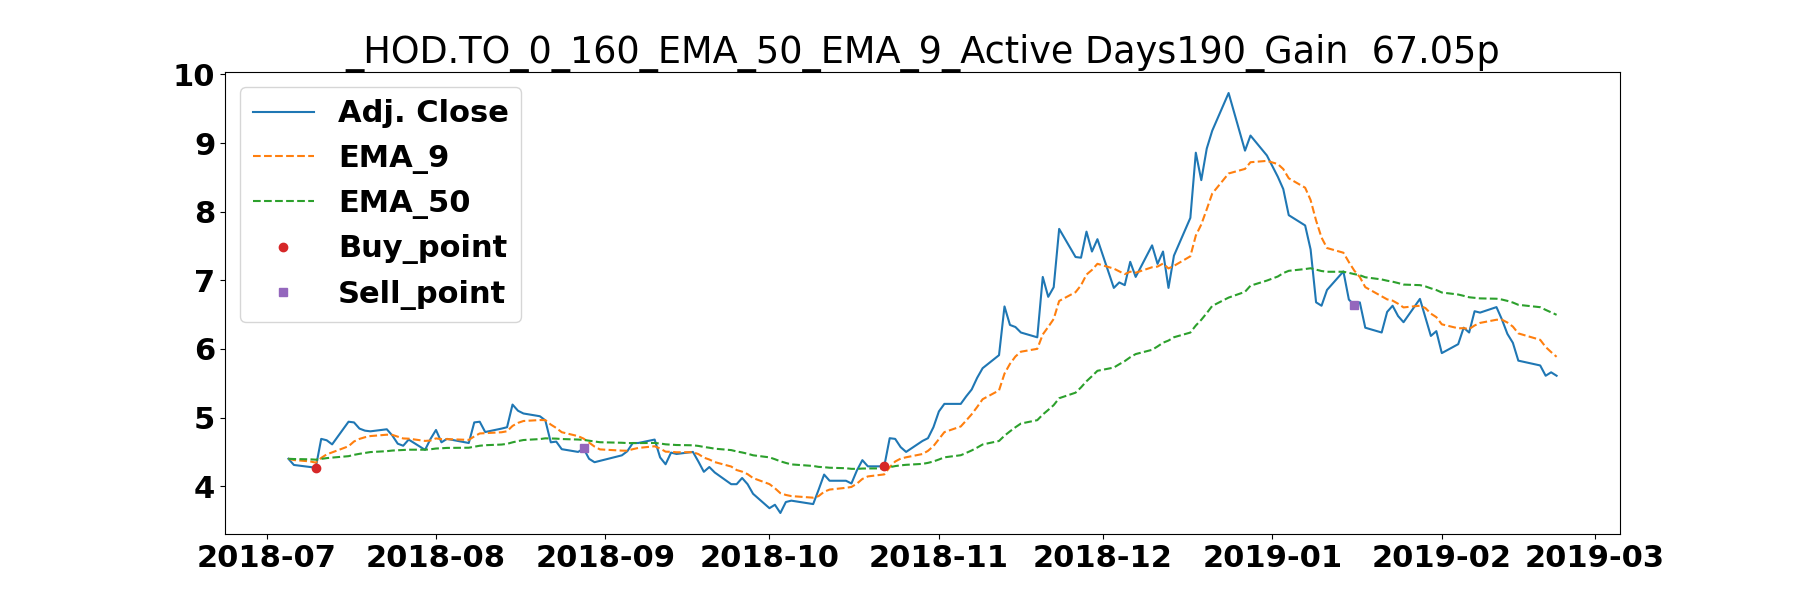 _HOD.TO_0_160_EMA_50_EMA_9_Active Days190_Gain  67.05p
10
9
8
7
6
5
4
Adj. Close
EMA_9
EMA_50
Buy_point
Sell_point
2018-07 2018-08 2018-09 2018-10 2018-11 2018-12 2019-01 2019-02 2019-03